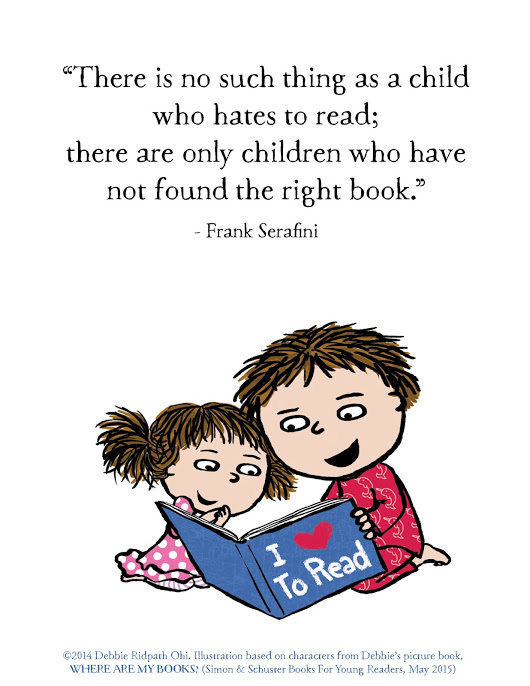 “There is no such thing as a child
who hates to read;
there are only children who have
not found the right book.”
- Frank Serafini
I ♥
To Read
©2014 Debbie Ridpath Ohi. Illustration based on characters from Debbie's picture book,
WHERE ARE MY BOOKS? (Simon & Schuster Books For Young Readers, May 2015)